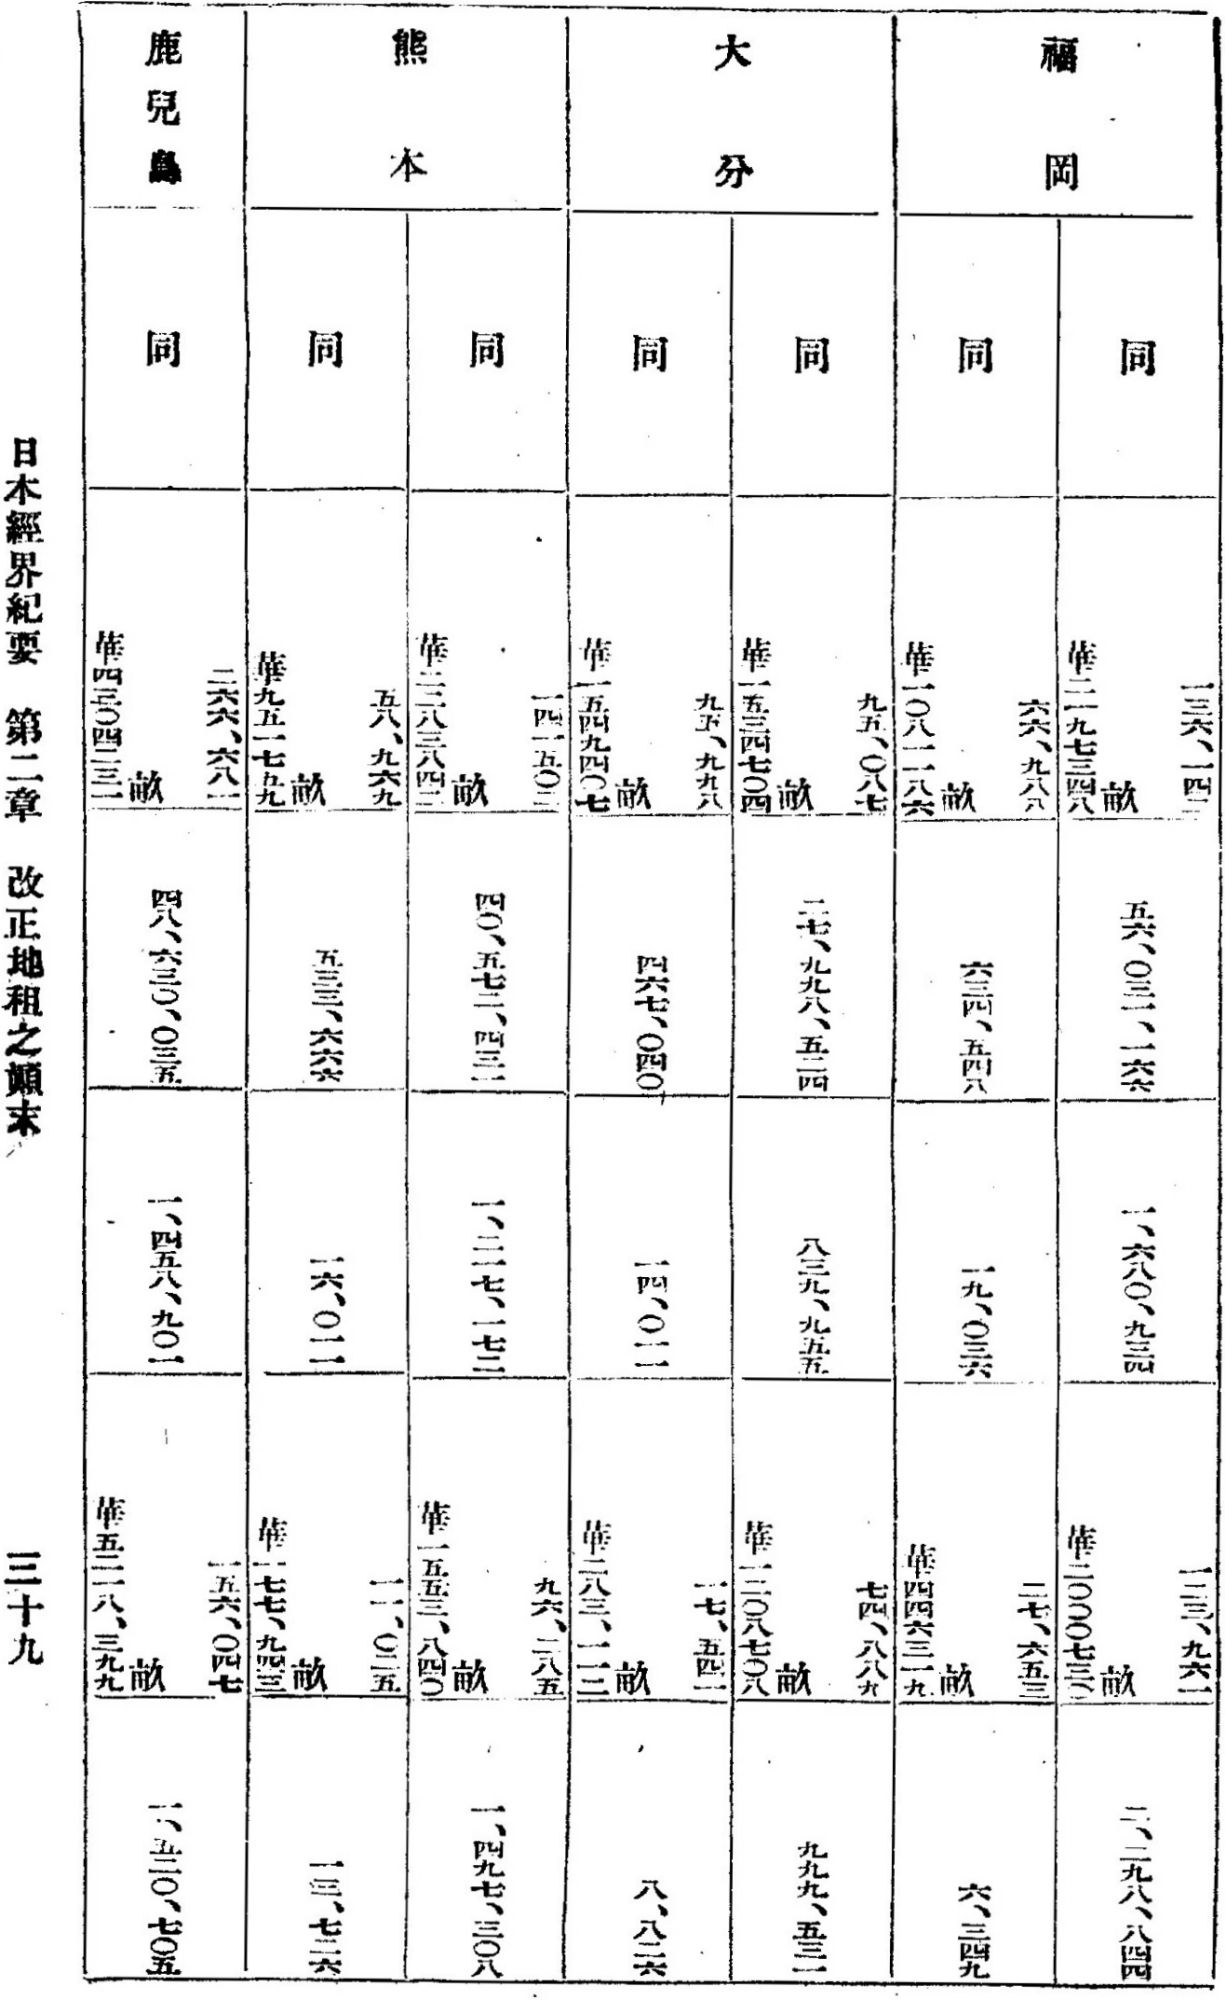 福岡
同
一三六、一四二
華二一九七三四八
畝
五六、〇三一、一六六
一、六八〇、九三四
一二三、九六一
華二〇〇〇七三〇
畝
二、二九八、八四四
同
六六、九八八
華一〇八一一八六
畝
六三四、五四八
一九、〇三六
二七、六五三
華四四六三一九
畝
六、三四九
大分
同
九五、〇八七
華一五三四七〇四
畝
二七、九九八、五二四
八三九、九五五
七四、八八九
華一二〇八七〇八
畝
九九九、五三一
同
九五、九九八
華一五四九四〇七
畝
四六七、〇四〇
一四、〇一一
一七、五四一
華二八三、一一二
畝
八、八二六
熊本
同
一四一五〇二
華二二八三八四二
畝
四〇、五七二、四三一
一、二一七、一七二
九六、二八五
華一五五三、八四〇
畝
一、四九七、三〇八
同
五八、九六九
華九五一七五九
畝
五三三、六六六
一六、〇一一
一一、〇二五
華一七七、九四三
畝
一三、七二六
鹿兒島
同
二六六、六八一
華四三〇四二三一
畝
四八、六三〇、〇三五
一、四五八、九〇一
一五六、〇四七
華五二一八、三九九
畝
一、五二〇、七〇五
日本經界紀要 第二章 改正地租之顚末 三十九